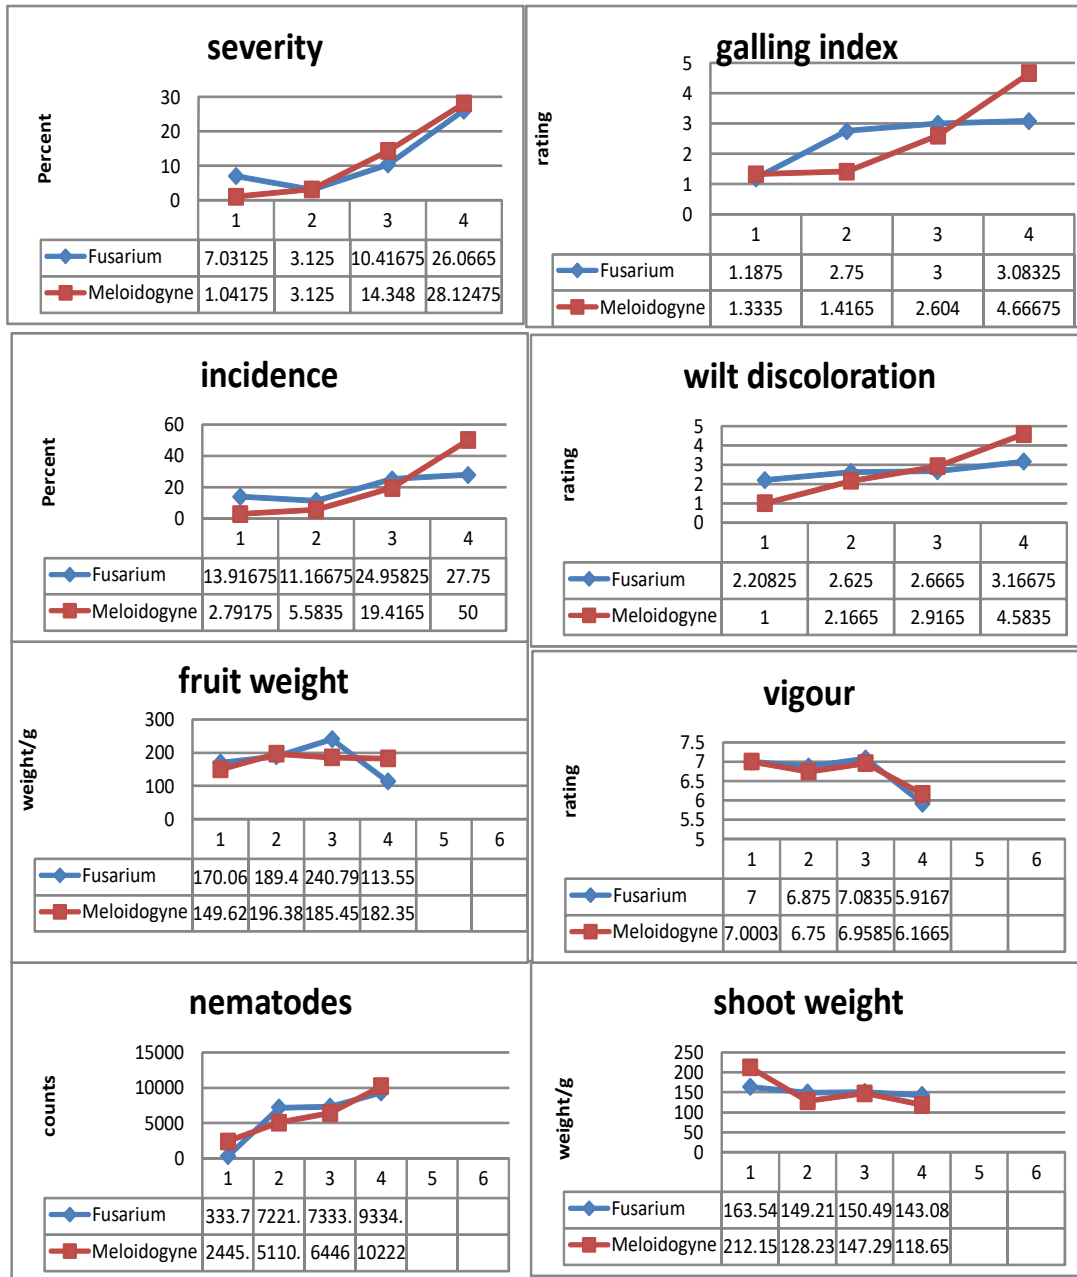 severity
Percent
30
20
10
0
1 2 3 4
Fusarium 7.03125 3.125 10.41675 26.0665
Meloidogyne 1.04175 3.125 14.348 28.12475
galling index
rating
5
4
3
2
1
0
1 2 3 4
Fusarium 1.1875 2.75 3 3.08325
Meloidogyne 1.3335 1.4165 2.604 4.66675
incidence
Percent
60
40
20
0
1 2 3 4
Fusarium 13.91675 11.16675 24.95825 27.75
Meloidogyne 2.79175 5.5835 19.4165 50
wilt discoloration
rating
5
4
3
2
1
0
1 2 3 4
Fusarium 2.20825 2.625 2.6665 3.16675
Meloidogyne 1 2.1665 2.9165 4.5835
fruit weight
weight/g
300
200
100
0
1 2 3 4 5 6
Fusarium 170.06 189.4 240.79 113.55
Meloidogyne 149.62 196.38 185.45 182.35
vigour
rating
7.5
7
6.5
6
5.5
5
1 2 3 4 5 6
Fusarium 7 6.875 7.0835 5.9167
Meloidogyne 7.0003 6.75 6.9585 6.1665
nematodes
counts
15000
10000
5000
0
1 2 3 4 5 6
Fusarium 333.7 7221. 7333. 9334.
Meloidogyne 2445. 5110. 6446 10222
shoot weight
weight/g
250
200
150
100
50
0
1 2 3 4 5 6
Fusarium 163.54 149.21 150.49 143.08
Meloidogyne 212.15 128.23 147.29 118.65